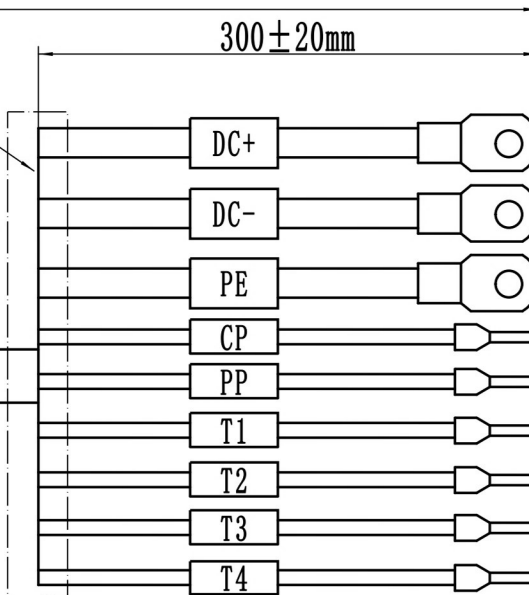 300±20mm
DC+
DC-
PE
CP
PP
T1
T2
T3
T4